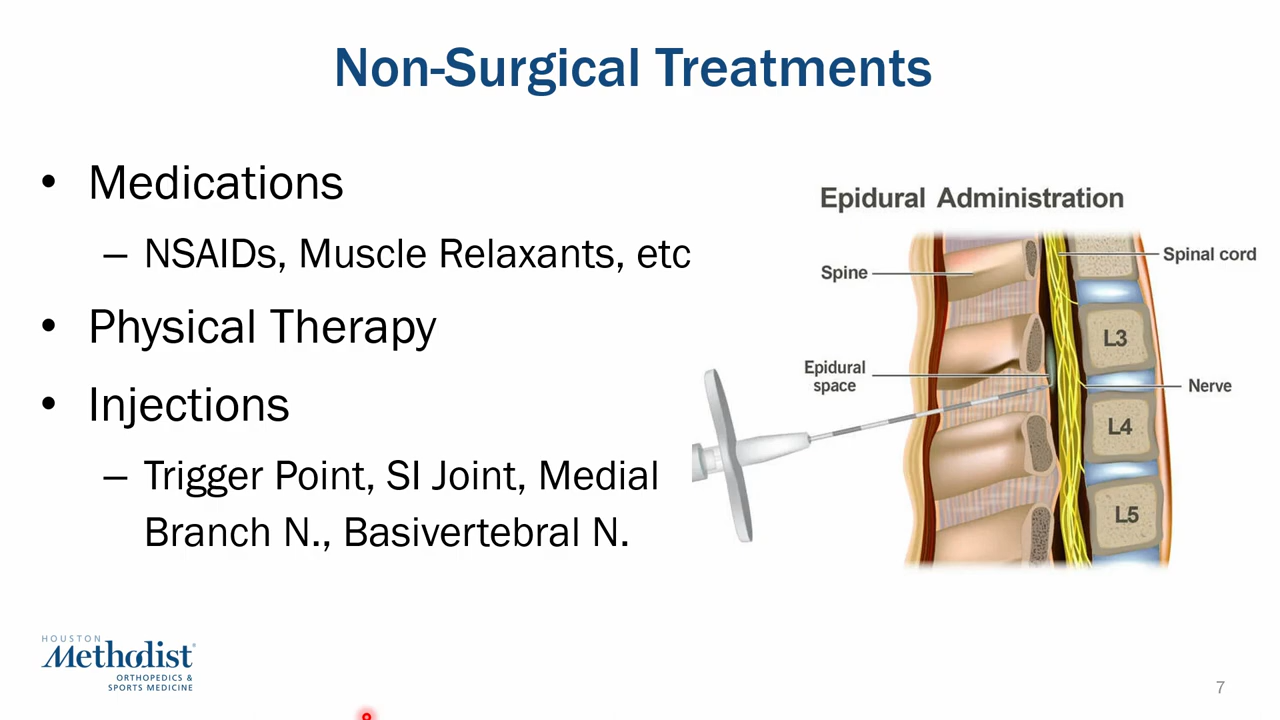 Non-Surgical Treatments
• Medications
– NSAIDs, Muscle Relaxants, etc
• Physical Therapy
• Injections
– Trigger Point, SI Joint, Medial
Branch N., Basivertebral N.
Epidural Administration
Spine
Spinal cord
L3
Epidural
space
Nerve
L4
L5
HOUSTON
Methodist®
ORTHOPEDICS &
SPORTS MEDICINE
7